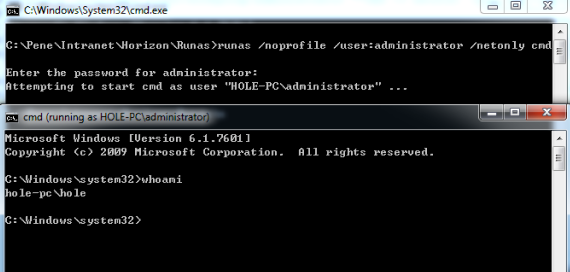 C:\Windows\System32\cmd.exe
C:\Pene\Intranet\Horizon\Runas>runas /noprofile /user:administrator /netonly cmd
Enter the password for administrator:
Attempting to start cmd as user "HOLE-PC\administrator" ...
cmd (running as HOLE-PC\administrator)
Microsoft Windows [Version 6.1.7601]
Copyright (c) 2009 Microsoft Corporation.  All rights reserved.
C:\Windows\system32>whoami
hole-pc\hole
C:\Windows\system32>